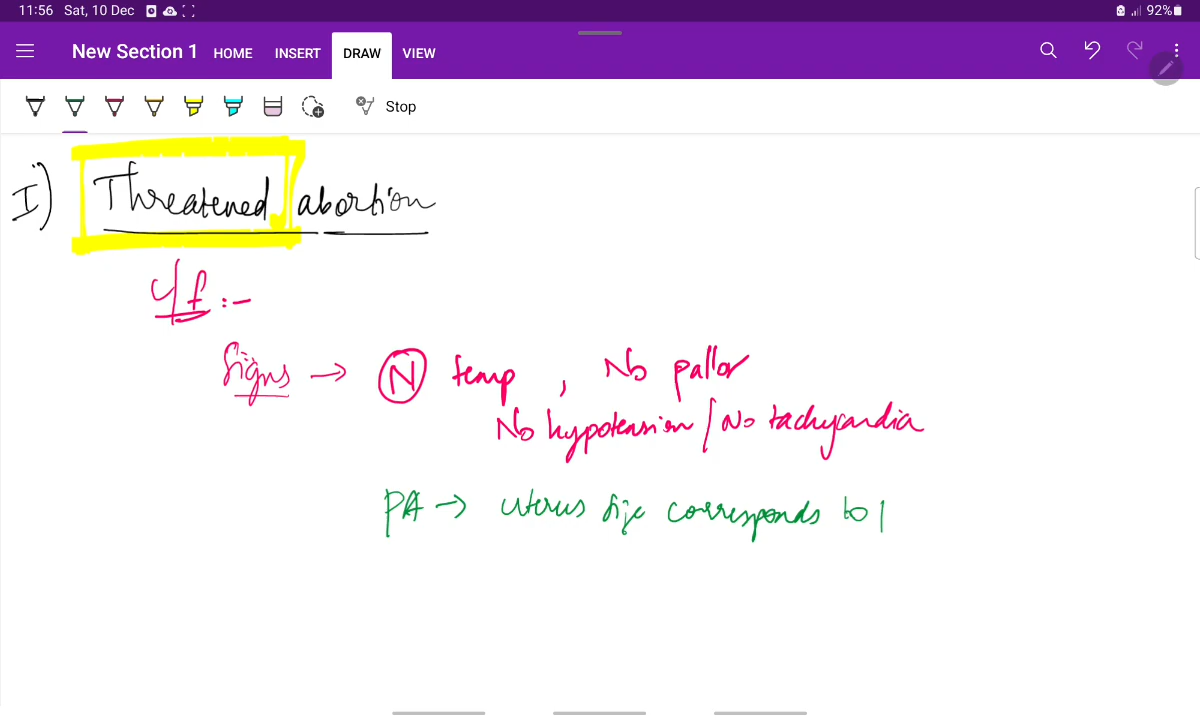 11:56 Sat, 10 Dec 92%
New Section 1 HOME INSERT DRAW VIEW
Stop
I) Threatened abortion
c/f :-
Signs → N temp , No pallor
No hypotension / No tachycardia
PA → uterus size corresponds to